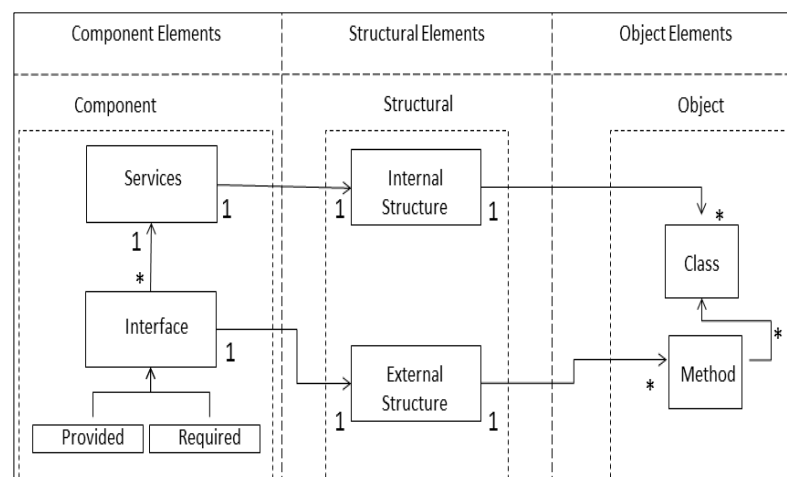 Component Elements
Structural Elements
Object Elements
Component
Structural
Object
Services
Internal
Structure
1
1
1
1
*
*
Class
Interface
1
*
External
Structure
*
Method
1
1
Provided
Required